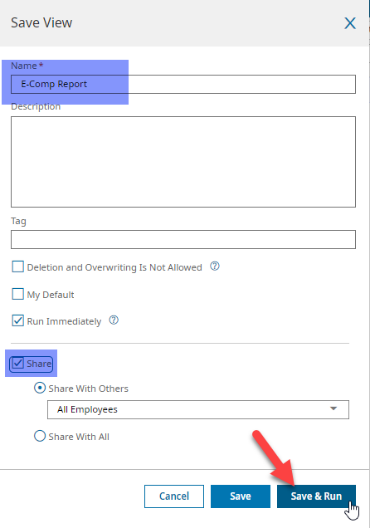 Save View
Name*
E-Comp Report
Description
Tag
Deletion and Overwriting Is Not Allowed
My Default
Run Immediately
Share
Share With Others
All Employees
Share With All
Cancel Save Save & Run